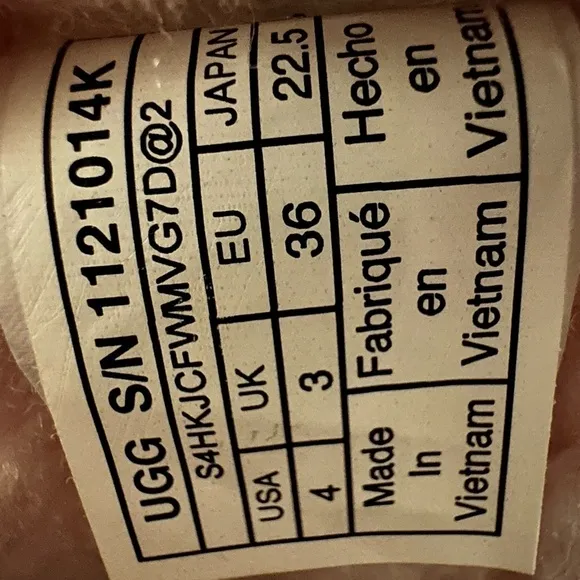 UGG S/N 1121014K
S4HKJCFWMVG7D@2
USA UK EU JAPAN
4 3 36 22.5
Made In Vietnam
Fabriqué en Vietnam
Hecho en Vietnam